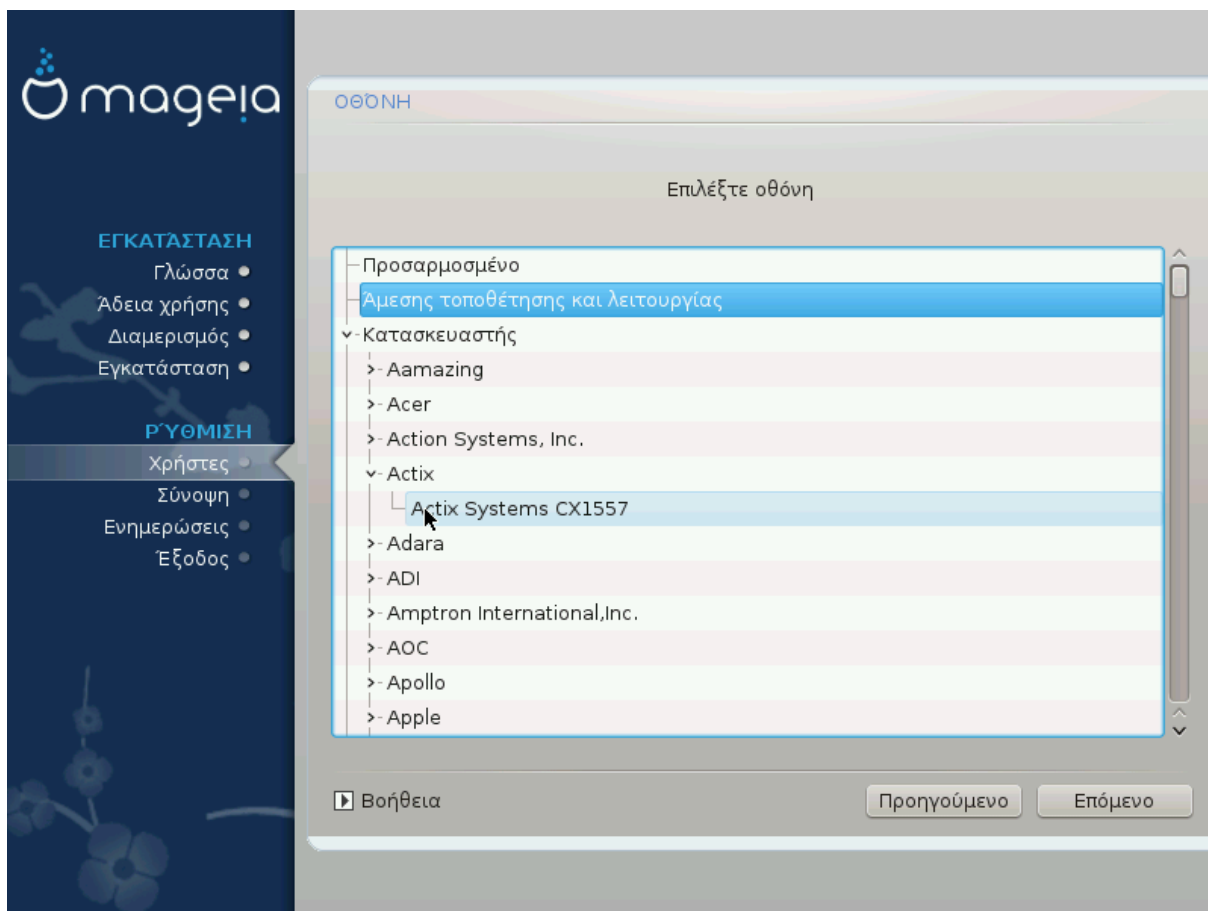 mageia
ΕΓΚΑΤΆΣΤΑΣΗ
Γλώσσα
Άδεια χρήσης
Διαμερισμός
Εγκατάσταση
ΡΎΘΜΙΣΗ
Χρήστες
Σύνοψη
Ενημερώσεις
Έξοδος
ΟΘΌΝΗ
Επιλέξτε οθόνη
Προσαρμοσμένο
Άμεσης τοποθέτησης και λειτουργίας
Κατασκευαστής
Aamazing
Acer
Action Systems, Inc.
Actix
Actix Systems CX1557
Adara
ADI
Amptron International,Inc.
AOC
Apollo
Apple
Βοήθεια
Προηγούμενο
Επόμενο